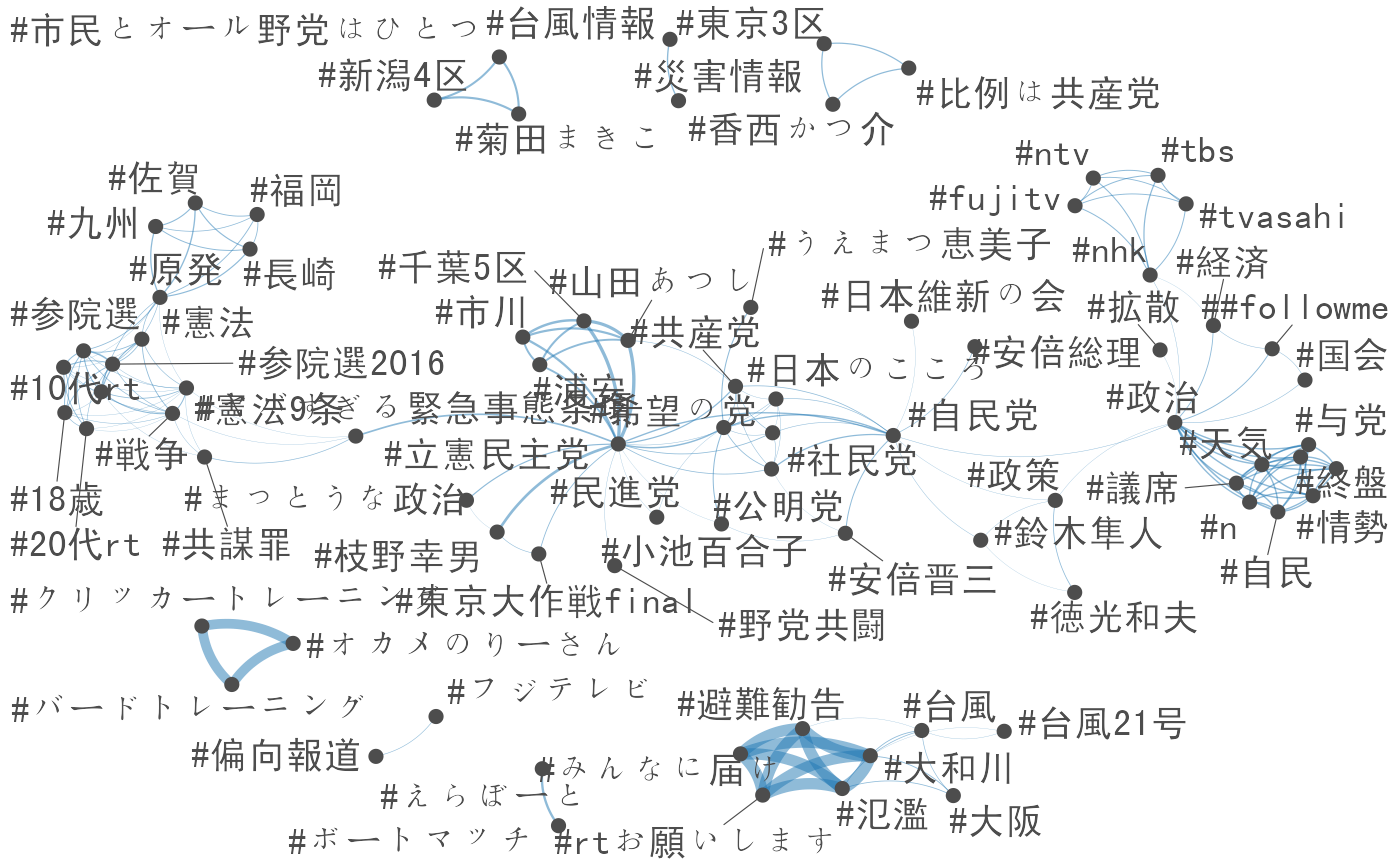 #市民とオール野党はひとつ
#台風情報
#東京3区
#新潟4区
#災害情報
#比例は共産党
#菊田まきこ
#香西かつ介
#ntv
#tbs
#佐賀
#福岡
#fujitv
#tvasahi
#九州
#うえまつ恵美子
#nhk
#経済
#原発
#長崎
#千葉5区
#山田あつし
#日本維新の会
#拡散
##followme
#参院選
#憲法
#市川
#共産党
#安倍総理
#国会
#参院選2016
#日本のこころ
#10代rt
#浦安
#政治
#憲法9条
緊急事態条項
#希望の党
#自民党
#与党
#天気
#戦争
#立憲民主党
#社民党
#政策
#議席
#終盤
#18歳
#まっとうな政治
#民進党
#公明党
#n
#情勢
#20代rt
#共謀罪
#枝野幸男
#小池百合子
#鈴木隼人
#自民
#安倍晋三
#クリッカートレーニング
#東京大作戦final
#徳光和夫
#野党共闘
#オカメのりーさん
#バードトレーニング
#フジテレビ
#避難勧告
#台風
#台風21号
#偏向報道
#みんなに届け
#大和川
#えらぼーと
#氾濫
#大阪
#ボートマッチ
#rtお願いします